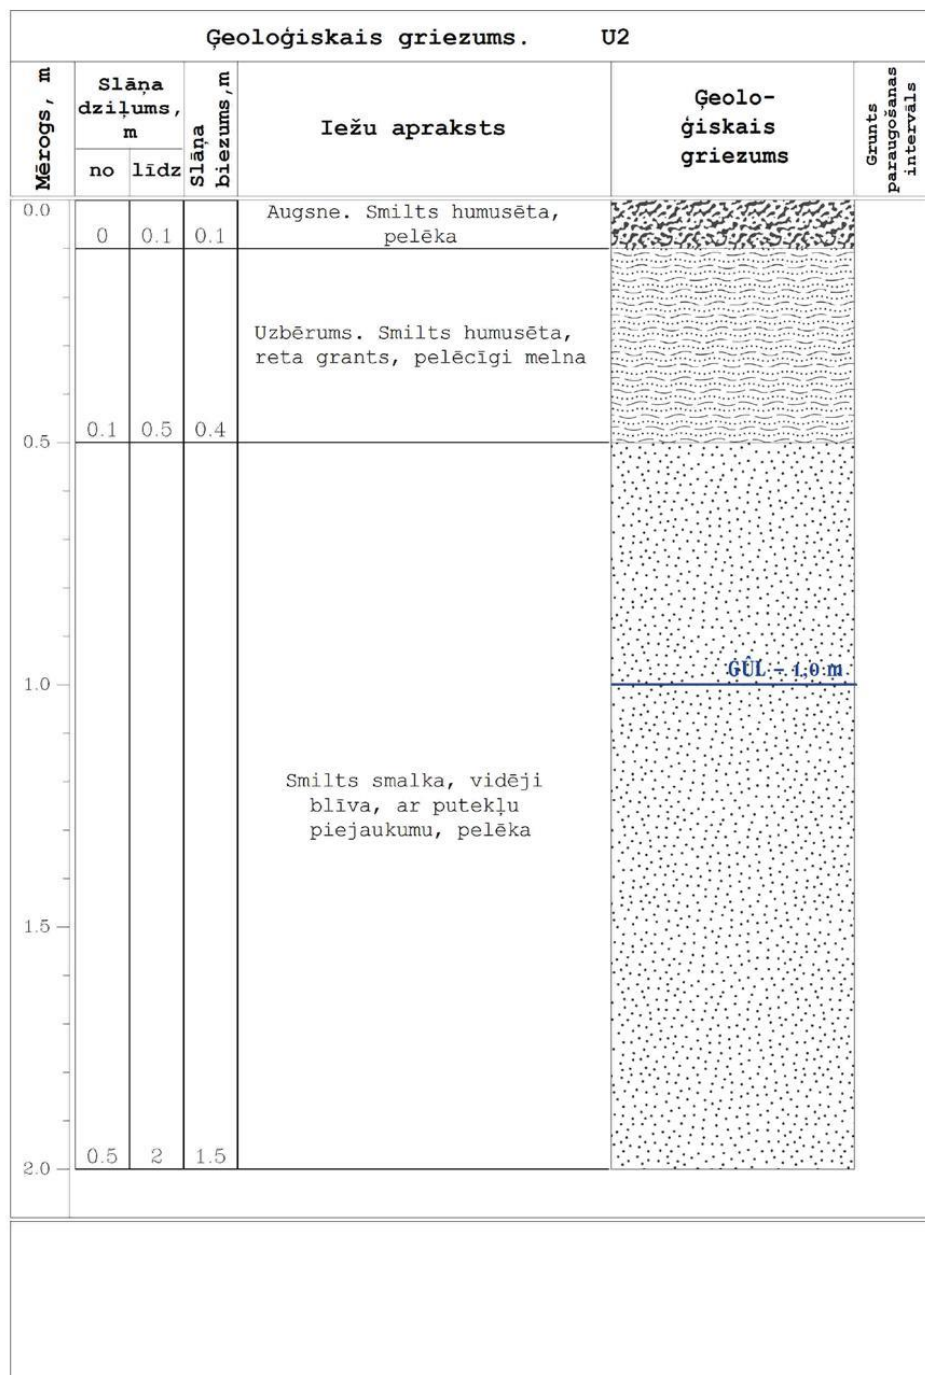 Ģeoloģiskais griezums. U2
Mērogs, m
Slāņa
dziļums,
m
no līdz
Slāņa
biezums,m
Iežu apraksts
Ģeolo-
ģiskais
griezums
Grunts
paraugošanas
intervāls
0.0
Augsne. Smilts humusēta,
pelēka
0 0.1 0.1
Uzbērums. Smilts humusēta,
reta grants, pelēcīgi melna
0.1 0.5 0.4
0.5
GÛL - 1,0 m
1.0
Smilts smalka, vidēji
blīva, ar putekļu
piejaukumu, pelēka
1.5
0.5 2 1.5
2.0